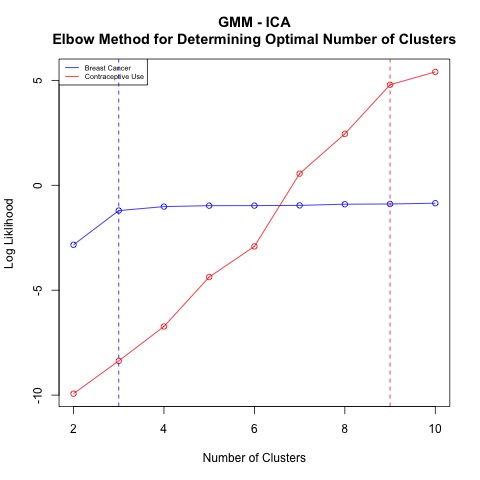 GMM - ICA
Elbow Method for Determining Optimal Number of Clusters
Breast Cancer
Contraceptive Use
5
0
-5
-10
Log Liklihood
2
4
6
8
10
Number of Clusters